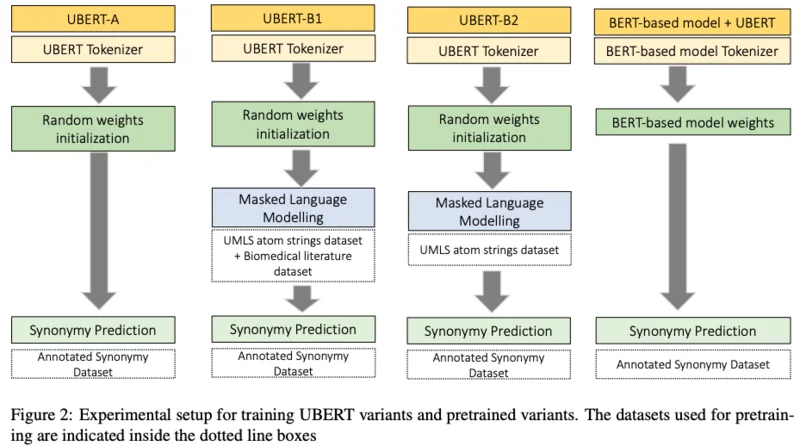 UBERT-A
UBERT Tokenizer
Random weights
initialization
Synonymy Prediction
Annotated Synonymy
Dataset
UBERT-B1
UBERT Tokenizer
Random weights
initialization
Masked Language
Modelling
UMLS atom strings dataset
+ Biomedical literature
dataset
Synonymy Prediction
Annotated Synonymy
Dataset
UBERT-B2
UBERT Tokenizer
Random weights
initialization
Masked Language
Modelling
UMLS atom strings dataset
Synonymy Prediction
Annotated Synonymy
Dataset
BERT-based model + UBERT
BERT-based model Tokenizer
BERT-based model weights
Synonymy Prediction
Annotated Synonymy Dataset
Figure 2: Experimental setup for training UBERT variants and pretrained variants. The datasets used for pretrain-
ing are indicated inside the dotted line boxes